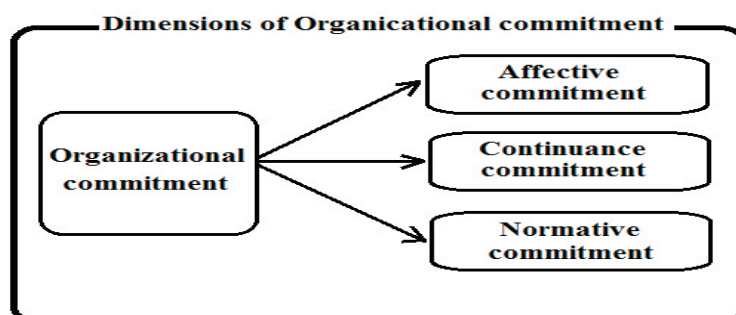 Dimensions of Organicational commitment
Organizational
commitment
Affective
commitment
Continuance
commitment
Normative
commitment